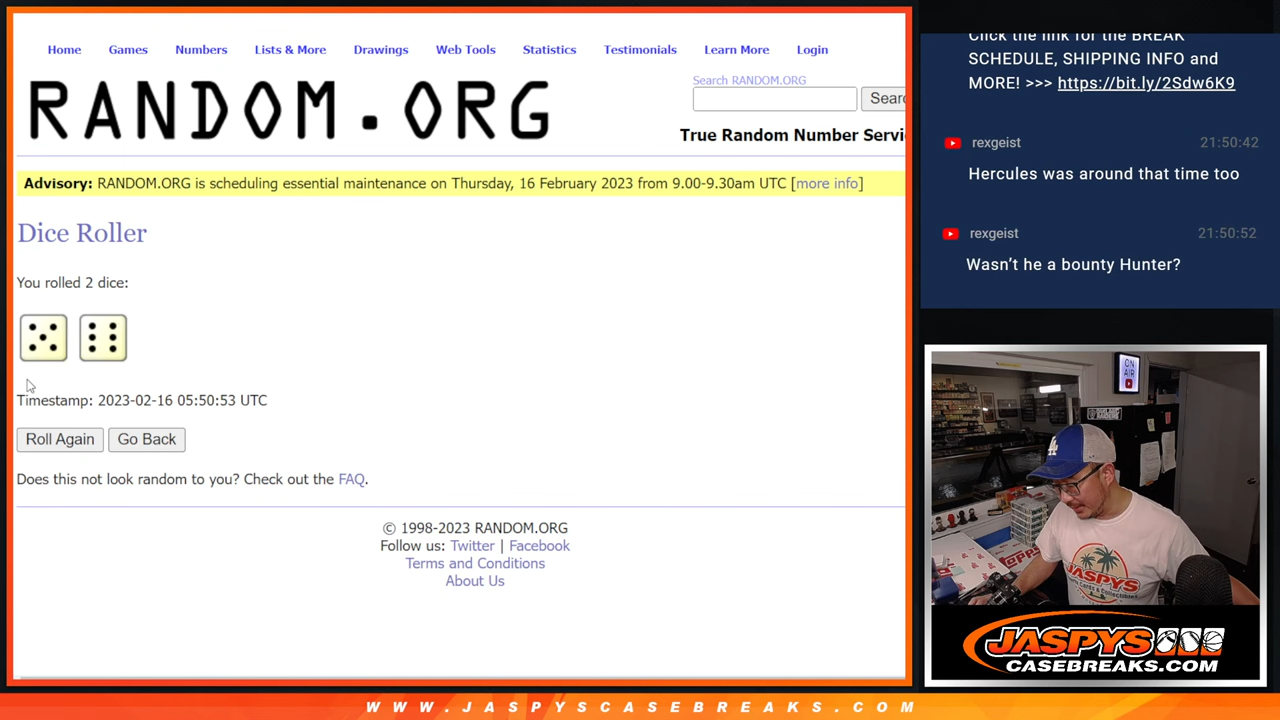 Home Games Numbers Lists & More Drawings Web Tools Statistics Testimonials Learn More Login
RANDOM.ORG
Search RANDOM.ORG
Searc
True Random Number Servi
Advisory: RANDOM.ORG is scheduling essential maintenance on Thursday, 16 February 2023 from 9.00-9.30am UTC [more info]
Dice Roller
You rolled 2 dice:
Timestamp: 2023-02-16 05:50:53 UTC
Roll Again Go Back
Does this not look random to you? Check out the FAQ.
© 1998-2023 RANDOM.ORG
Follow us: Twitter | Facebook
Terms and Conditions
About Us
Click the link for the BREAK
SCHEDULE, SHIPPING INFO and
MORE! >>> https://bit.ly/2Sdw6K9
rexgeist 21:50:42
Hercules was around that time too
rexgeist 21:50:52
Wasn't he a bounty Hunter?
ON
AIR
JASPYS
JASPYS
CASEBREAKS.COM
WWW.JASPYSCASEBREAKS.COM